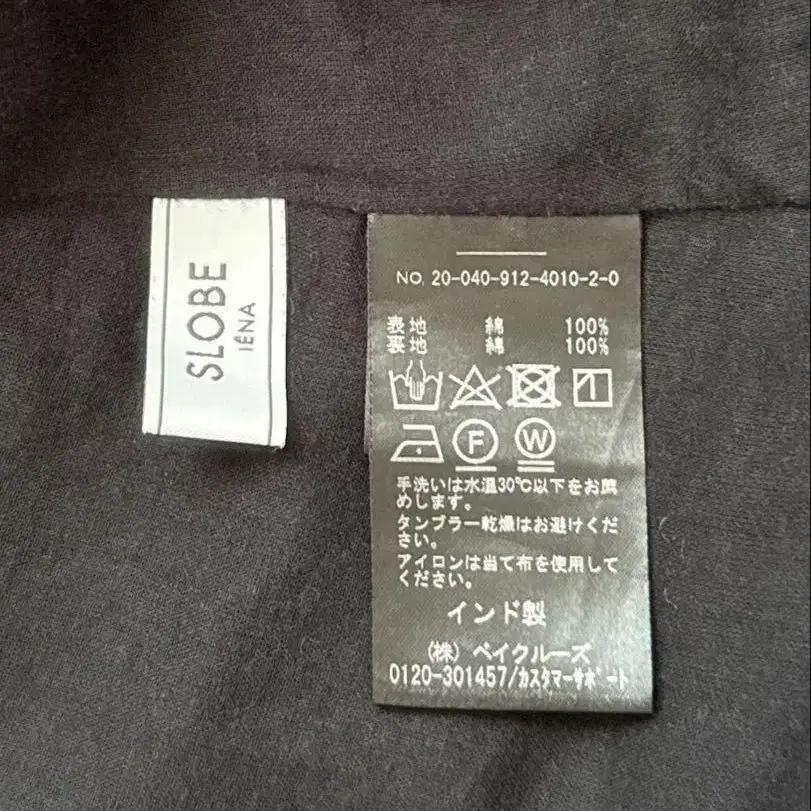 SLOBE
IÉNA
NO. 20-040-912-4010-2-0
表地 綿 100%
裏地 綿 100%
F W
手洗いは水温30℃以下をお薦
めします。
タンブラー乾燥はお避けくだ
さい。
アイロンは当て布を使用して
ください。
インド製
(株) ベイクルーズ
0120-301457/カスタマーサポート